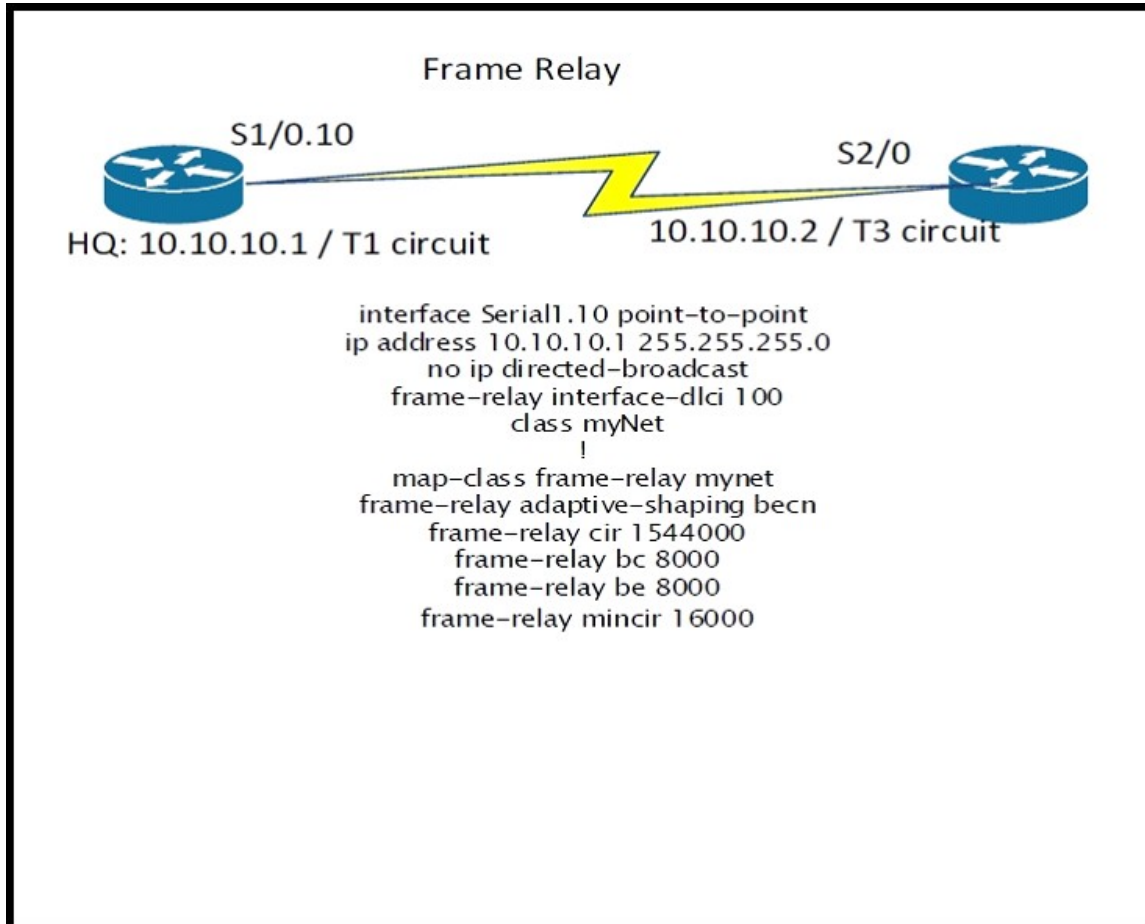 Frame Relay
S1/0.10
S2/0
HQ: 10.10.10.1 / T1 circuit
10.10.10.2 / T3 circuit
interface Serial1.10 point-to-point
ip address 10.10.10.1 255.255.255.0
no ip directed-broadcast
frame-relay interface-dlci 100
class myNet
!
map-class frame-relay mynet
frame-relay adaptive-shaping becn
frame-relay cir 1544000
frame-relay bc 8000
frame-relay be 8000
frame-relay mincir 16000